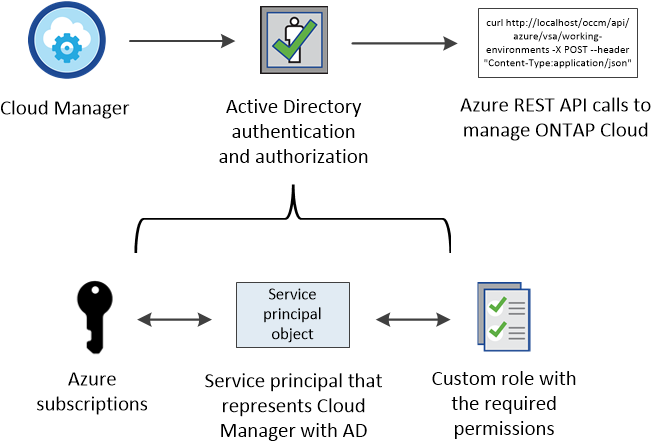 curl http://localhost/occm/api/
azure/vsa/working-
environments -X POST --header
"Content-Type:application/json"
Cloud Manager
Active Directory
authentication
and authorization
Azure REST API calls to
manage ONTAP Cloud
Service
principal
object
Azure
subscriptions
Service principal that
represents Cloud
Manager with AD
Custom role with
the required
permissions